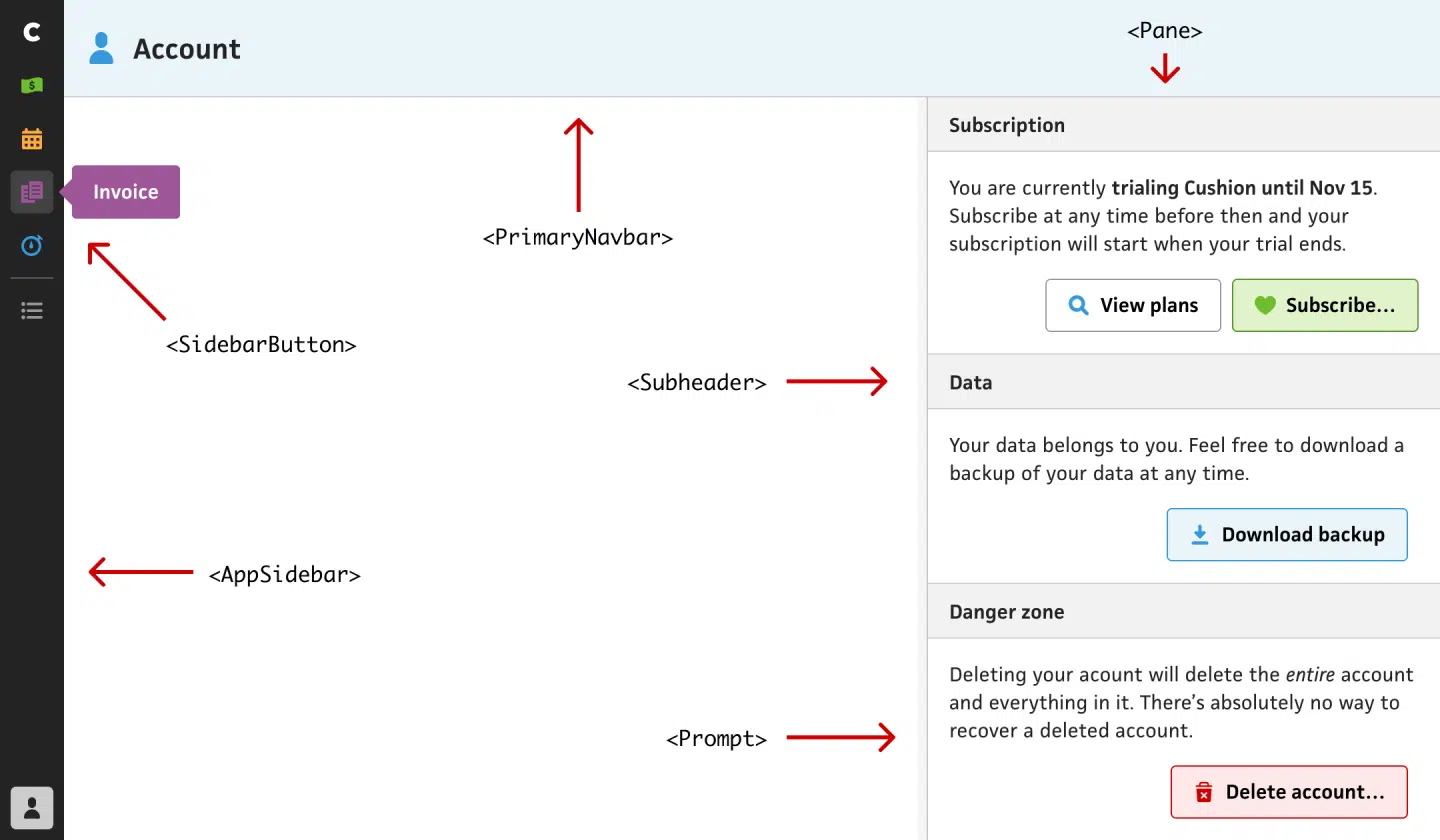 C
Account
<Pane>
$
Invoice
<PrimaryNavbar>
<SidebarButton>
<Subheader>
<AppSidebar>
<Prompt>
Subscription
You are currently trialing Cushion until Nov 15.
Subscribe at any time before then and your
subscription will start when your trial ends.
View plans
Subscribe...
Data
Your data belongs to you. Feel free to download a
backup of your data at any time.
Download backup
Danger zone
Deleting your acount will delete the entire account
and everything in it. There’s absolutely no way to
recover a deleted account.
Delete account...